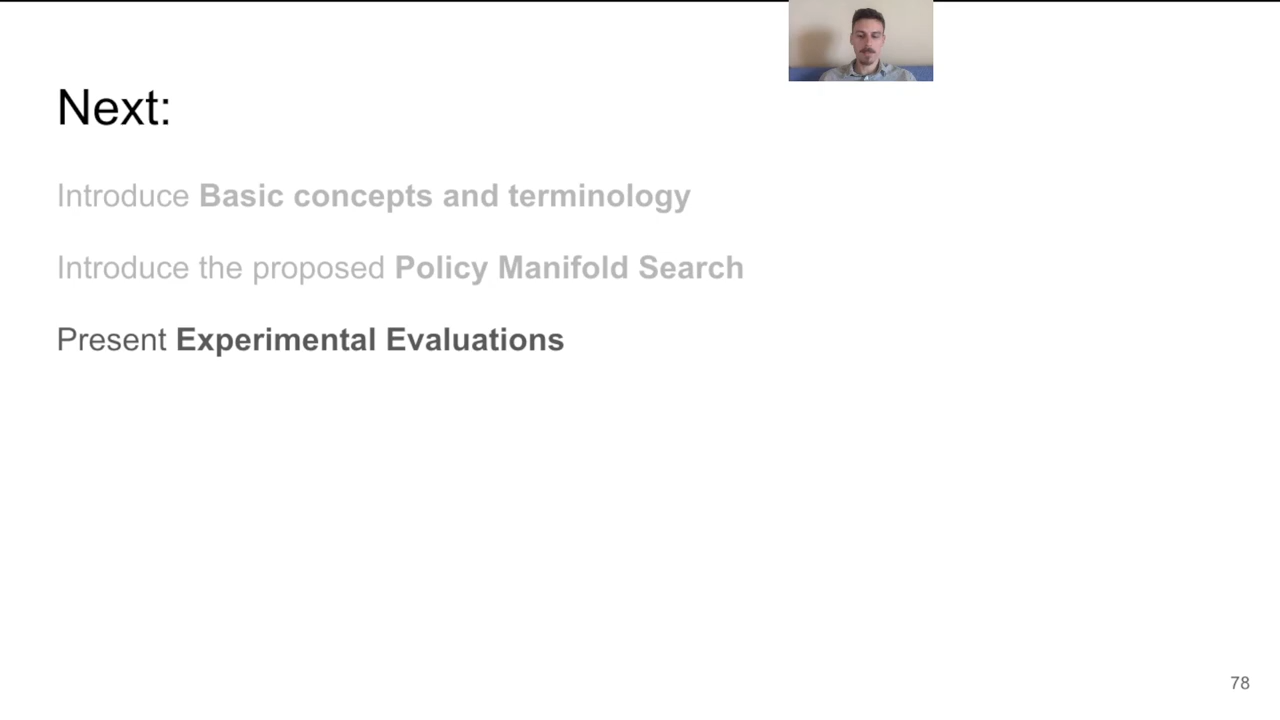 Next:
Introduce Basic concepts and terminology
Introduce the proposed Policy Manifold Search
Present Experimental Evaluations
78